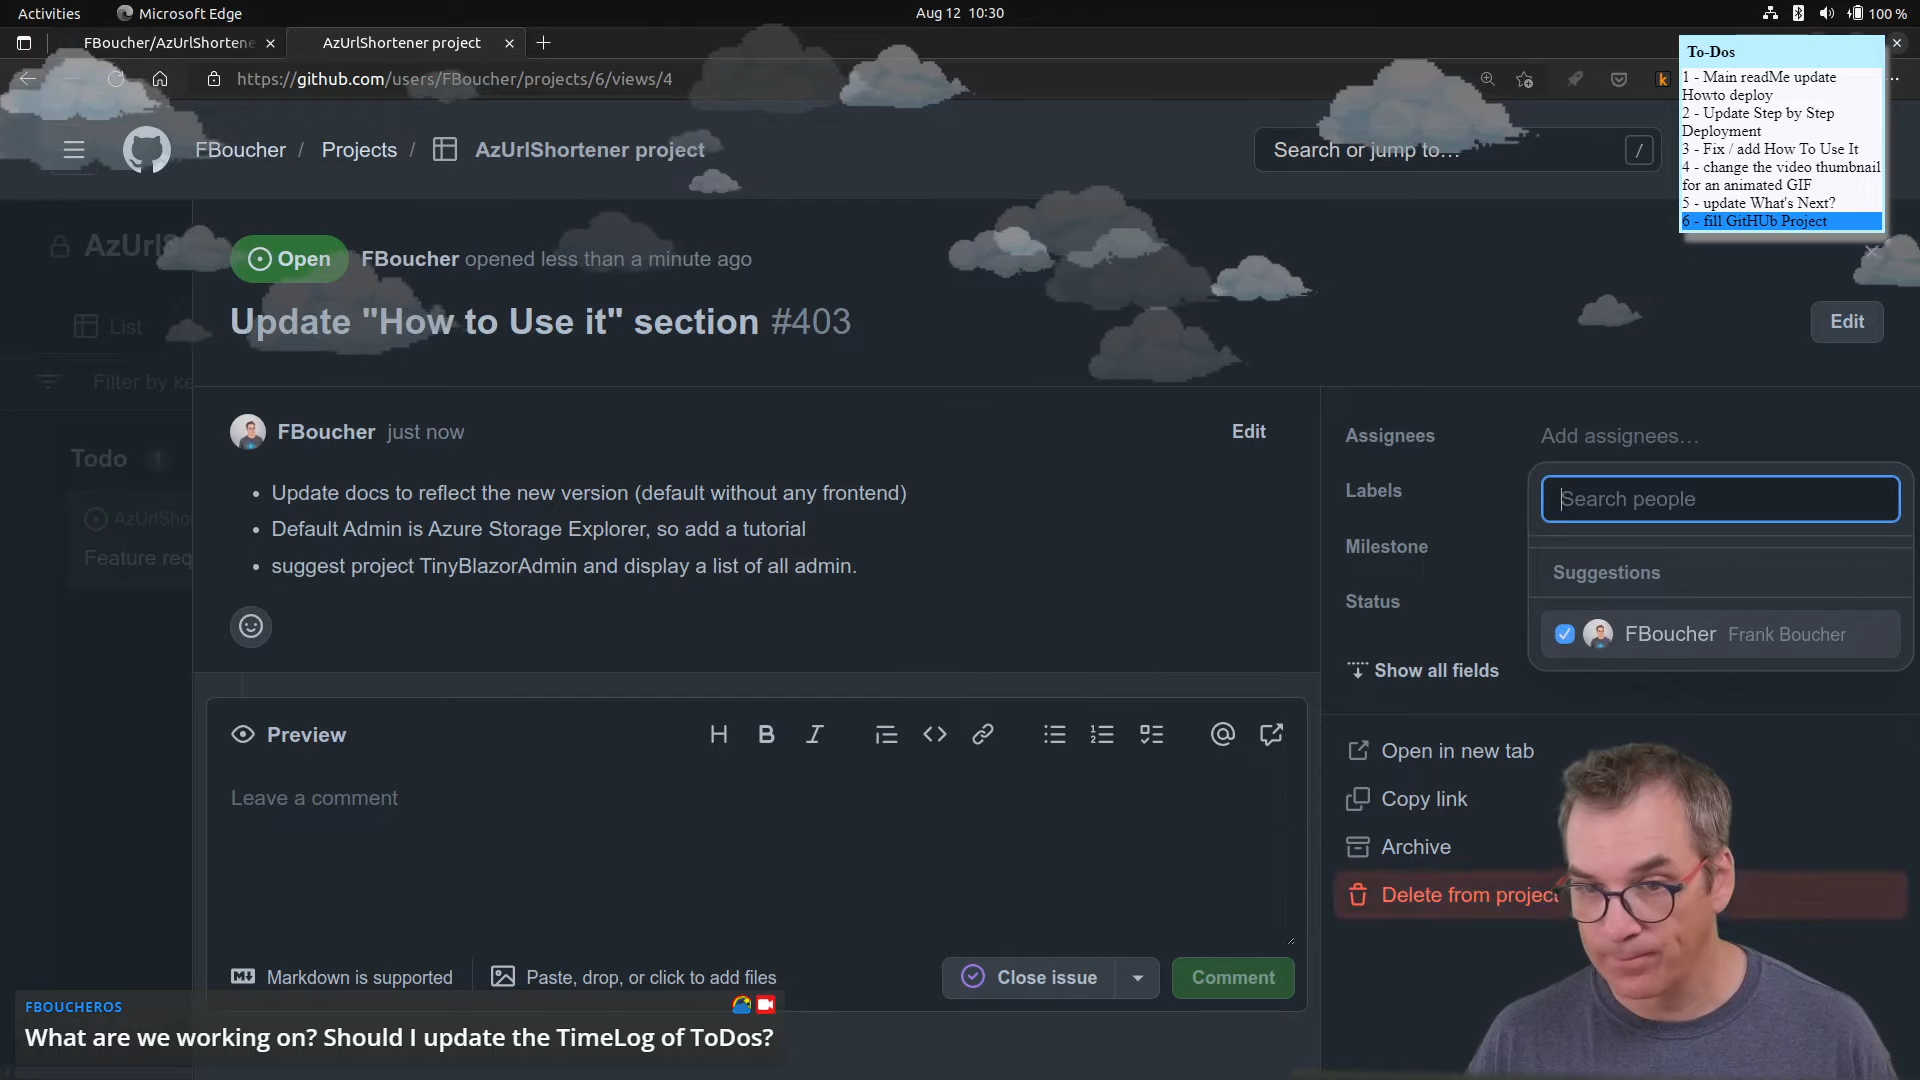 Activities
Microsoft Edge
Aug 12 10:30
100 %
FBoucher/AzUrlShortene
AzUrlShortener project
https://github.com/users/FBoucher/projects/6/views/4
To-Dos
1 - Main readMe update
Howto deploy
2 - Update Step by Step
Deployment
3 - Fix / add How To Use It
4 - change the video thumbnail
for an animated GIF
5 - update What's Next?
6 - fill GitHUb Project
FBoucher / Projects / AzUrlShortener project
Search or jump to... /
AzUrlS
Open
FBoucher opened less than a minute ago
Update "How to Use it" section #403
Edit
List
Filter by ke
Todo 1
AzUrlShor
Feature req
FBoucher just now
Edit
• Update docs to reflect the new version (default without any frontend)
• Default Admin is Azure Storage Explorer, so add a tutorial
• suggest project TinyBlazorAdmin and display a list of all admin.
Assignees
Add assignees...
Labels
Search people
Milestone
Suggestions
Status
FBoucher Frank Boucher
Show all fields
Preview
Leave a comment
Open in new tab
Copy link
Archive
Delete from project
Markdown is supported
Paste, drop, or click to add files
Close issue
Comment
FBOUCHEROS
What are we working on? Should I update the TimeLog of ToDos?